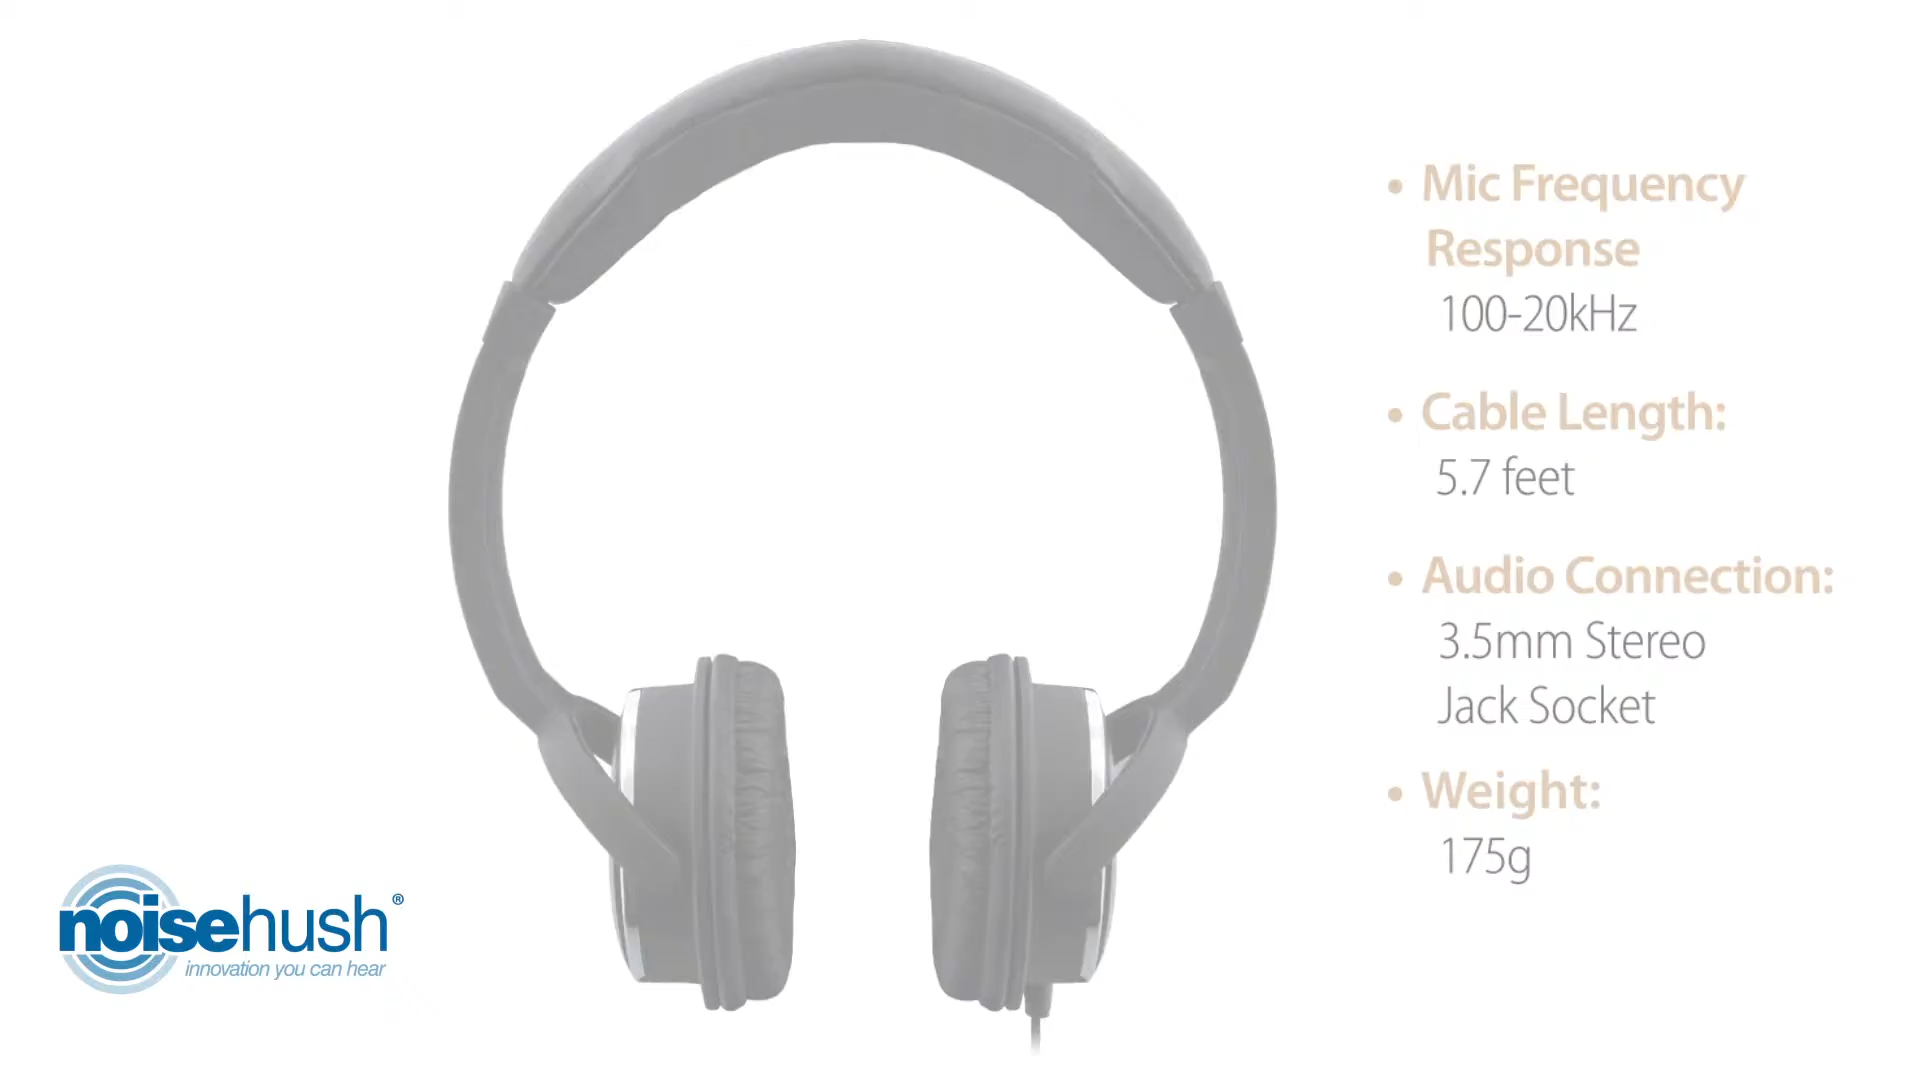 • Mic Frequency
Response
100-20kHz
• Cable Length:
5.7 feet
• Audio Connection:
3.5mm Stereo
Jack Socket
• Weight:
175g
noisehush®
innovation you can hear